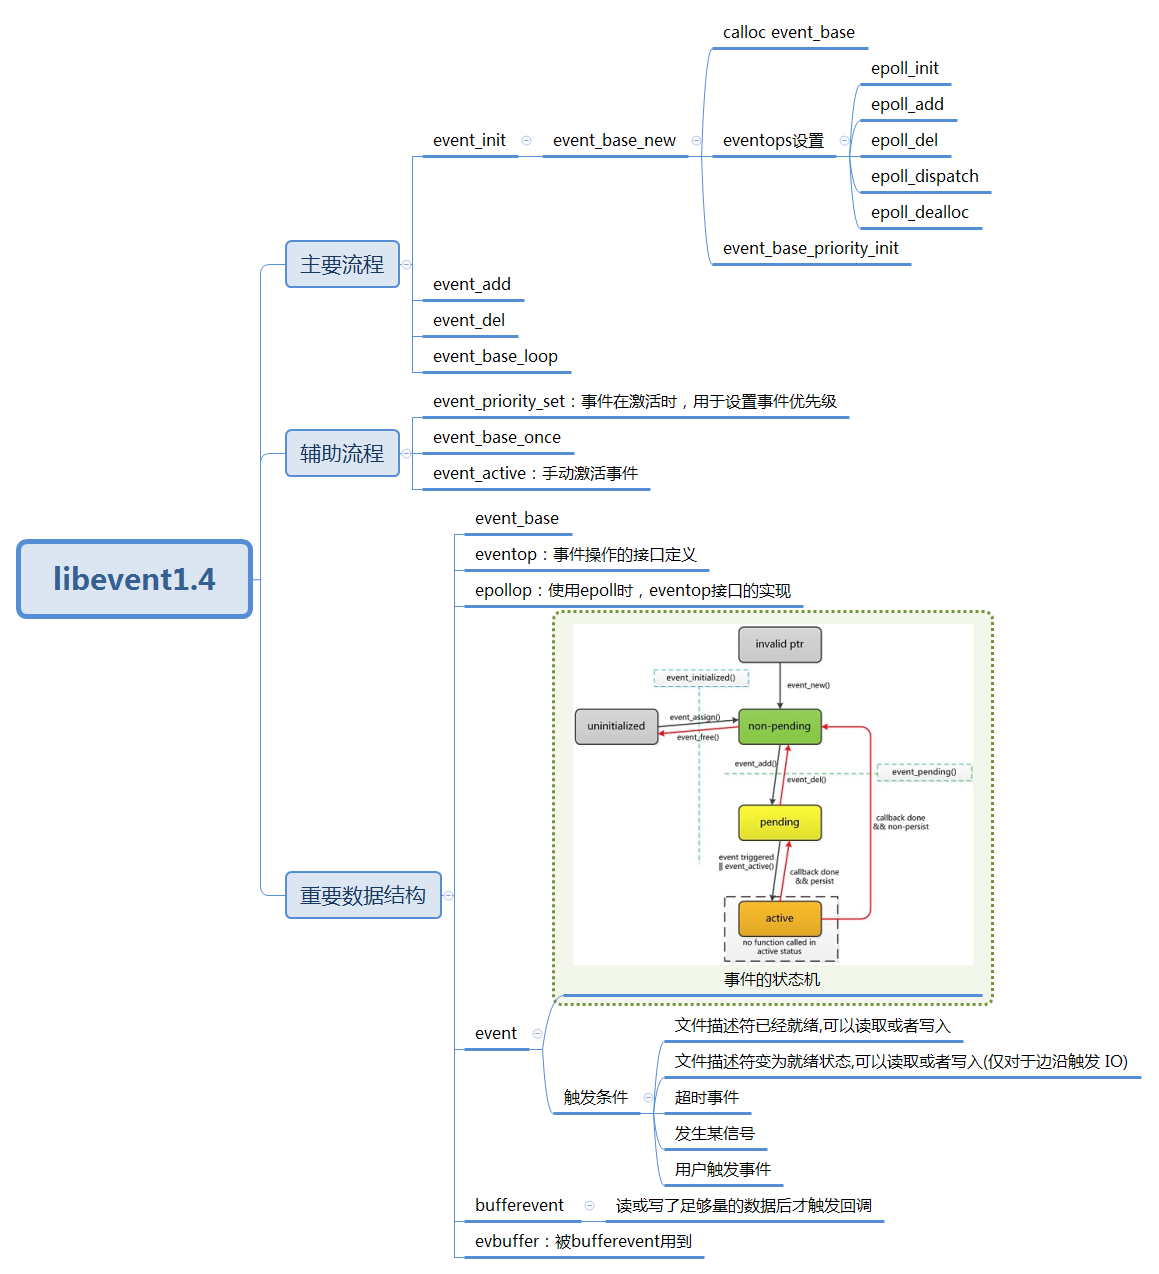 libevent1.4
主要流程
event_init
event_base_new
calloc event_base
eventops设置
epoll_init
epoll_add
epoll_del
epoll_dispatch
epoll_dealloc
event_base_priority_init
event_add
event_del
event_base_loop
辅助流程
event_priority_set：事件在激活时，用于设置事件优先级
event_base_once
event_active：手动激活事件
重要数据结构
event_base
eventop：事件操作的接口定义
epollop：使用epoll时，eventop接口的实现
event
invalid ptr
event_initialized()
event_new()
uninitialized
event_assign()
event_free()
non-pending
event_add()
event_del()
event_pending()
pending
callback done
&& non-persist
event triggered
|| event_active()
callback done
&& persist
active
no function called in
active status
事件的状态机
触发条件
文件描述符已经就绪,可以读取或者写入
文件描述符变为就绪状态,可以读取或者写入(仅对于边沿触发 IO)
超时事件
发生某信号
用户触发事件
bufferevent
读或写了足够量的数据后才触发回调
evbuffer：被bufferevent用到